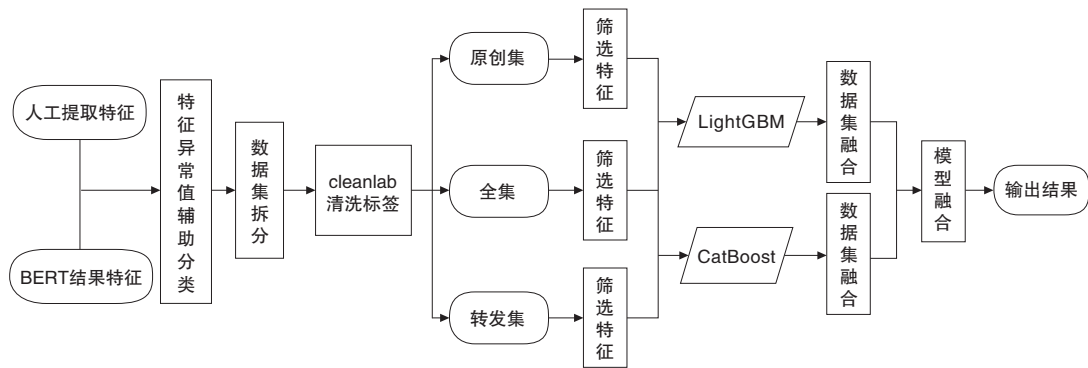 人工提取特征
BERT结果特征
特征异常值辅助分类
数据集拆分
cleanlab
清洗标签
原创集
全集
转发集
筛选特征
筛选特征
筛选特征
LightGBM
CatBoost
数据集融合
数据集融合
模型融合
输出结果